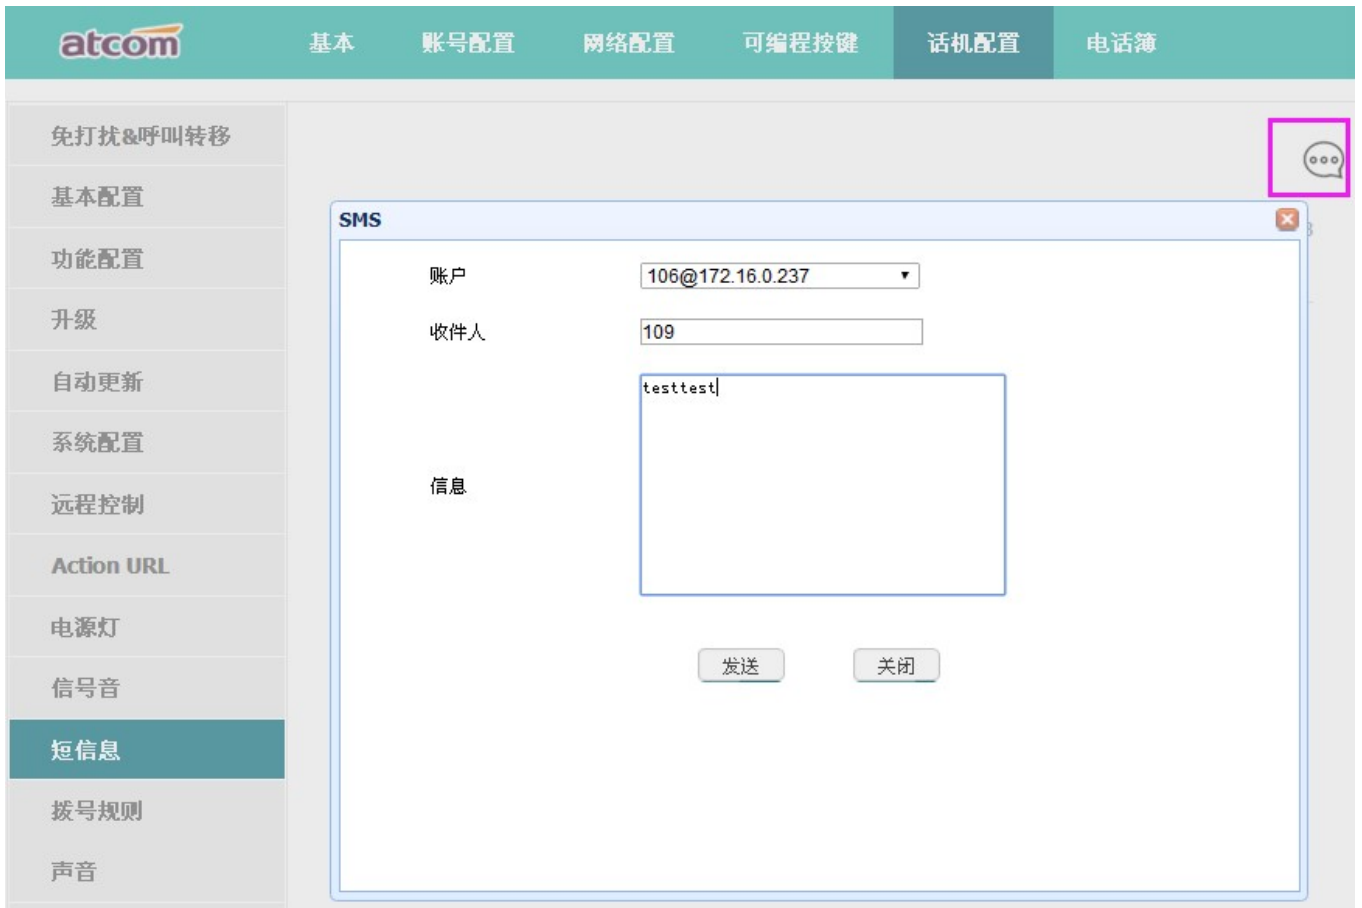 atcom
基本 账号配置 网络配置 可编程按键 话机配置 电话簿
免打扰&呼叫转移
基本配置
功能配置
升级
自动更新
系统配置
远程控制
Action URL
电源灯
信号音
短信息
拨号规则
声音
SMS
账户 106@172.16.0.237
收件人 109
testtest
信息
发送 关闭